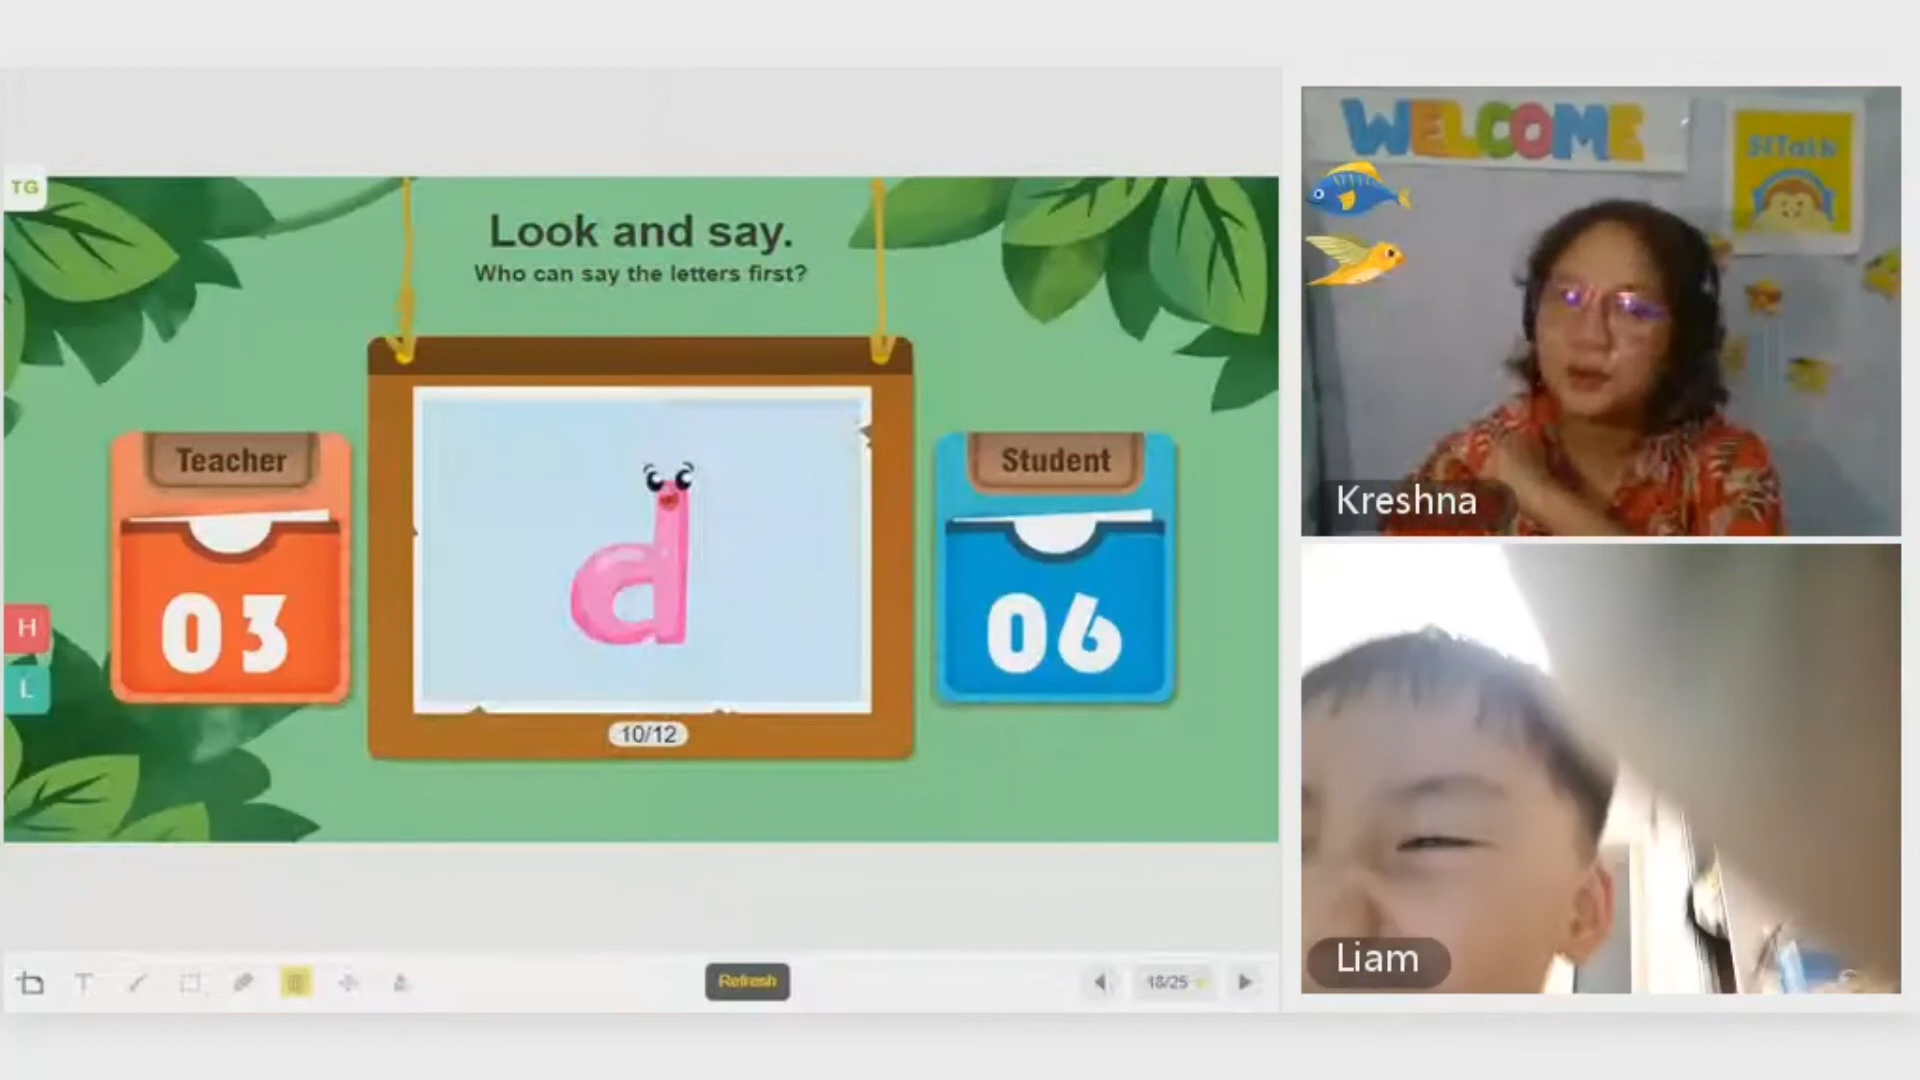 TG
Look and say.
Who can say the letters first?
Teacher
03
d
Student
06
10/12
H
L
T
Refresh
18/25
WELCOME
51Talk
Kreshna
Liam